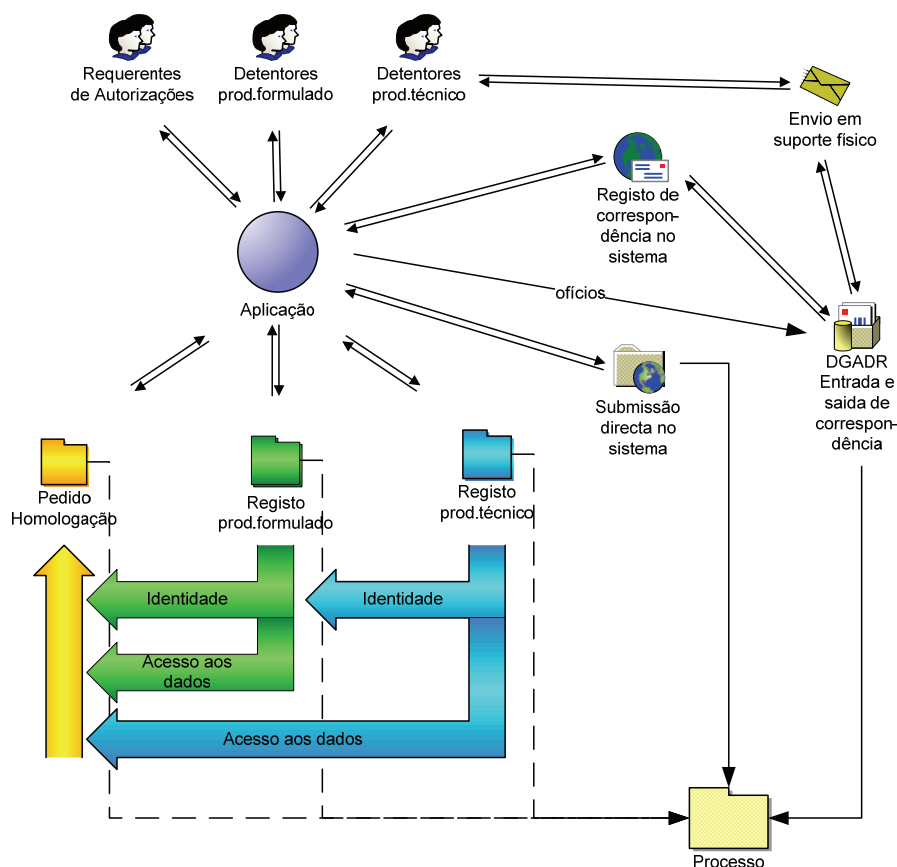 Requerentes
de Autorizações
Detentores
prod.formulado
Detentores
prod.técnico
Envio em
suporte físico
Registo de
correspon-
dência no
sistema
Aplicação
ofícios
DGADR
Entrada e
saida de
correspon-
dência
Submissão
directa no
sistema
Pedido
Homologação
Registo
prod.formulado
Registo
prod.técnico
Identidade
Identidade
Acesso aos
dados
Acesso aos dados
Processo